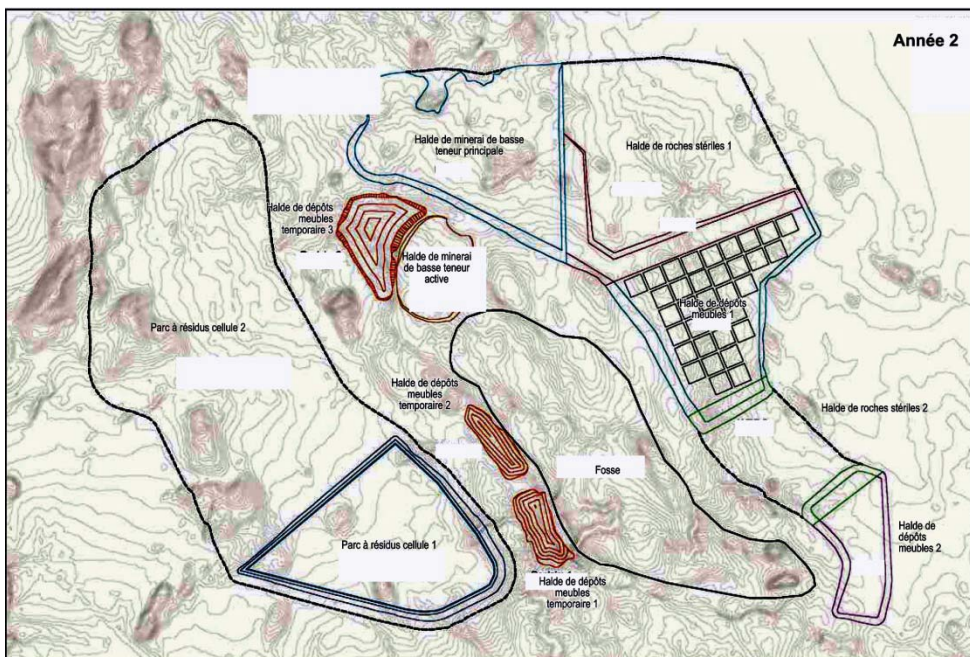 Année 2
Halde de minerai de basse
teneur principale
Halde de roches stériles 1
Halde de dépôts
meubles
temporaire 3
Halde de minerai
de basse teneur
active
Halde de dépôts
meubles 1
Parc à résidus cellule 2
Halde de dépôts
meubles
temporaire 2
Halde de roches stériles 2
Fosse
Halde de
dépôts
meubles 2
Parc à résidus cellule 1
Halde de dépôts
meubles
temporaire 1